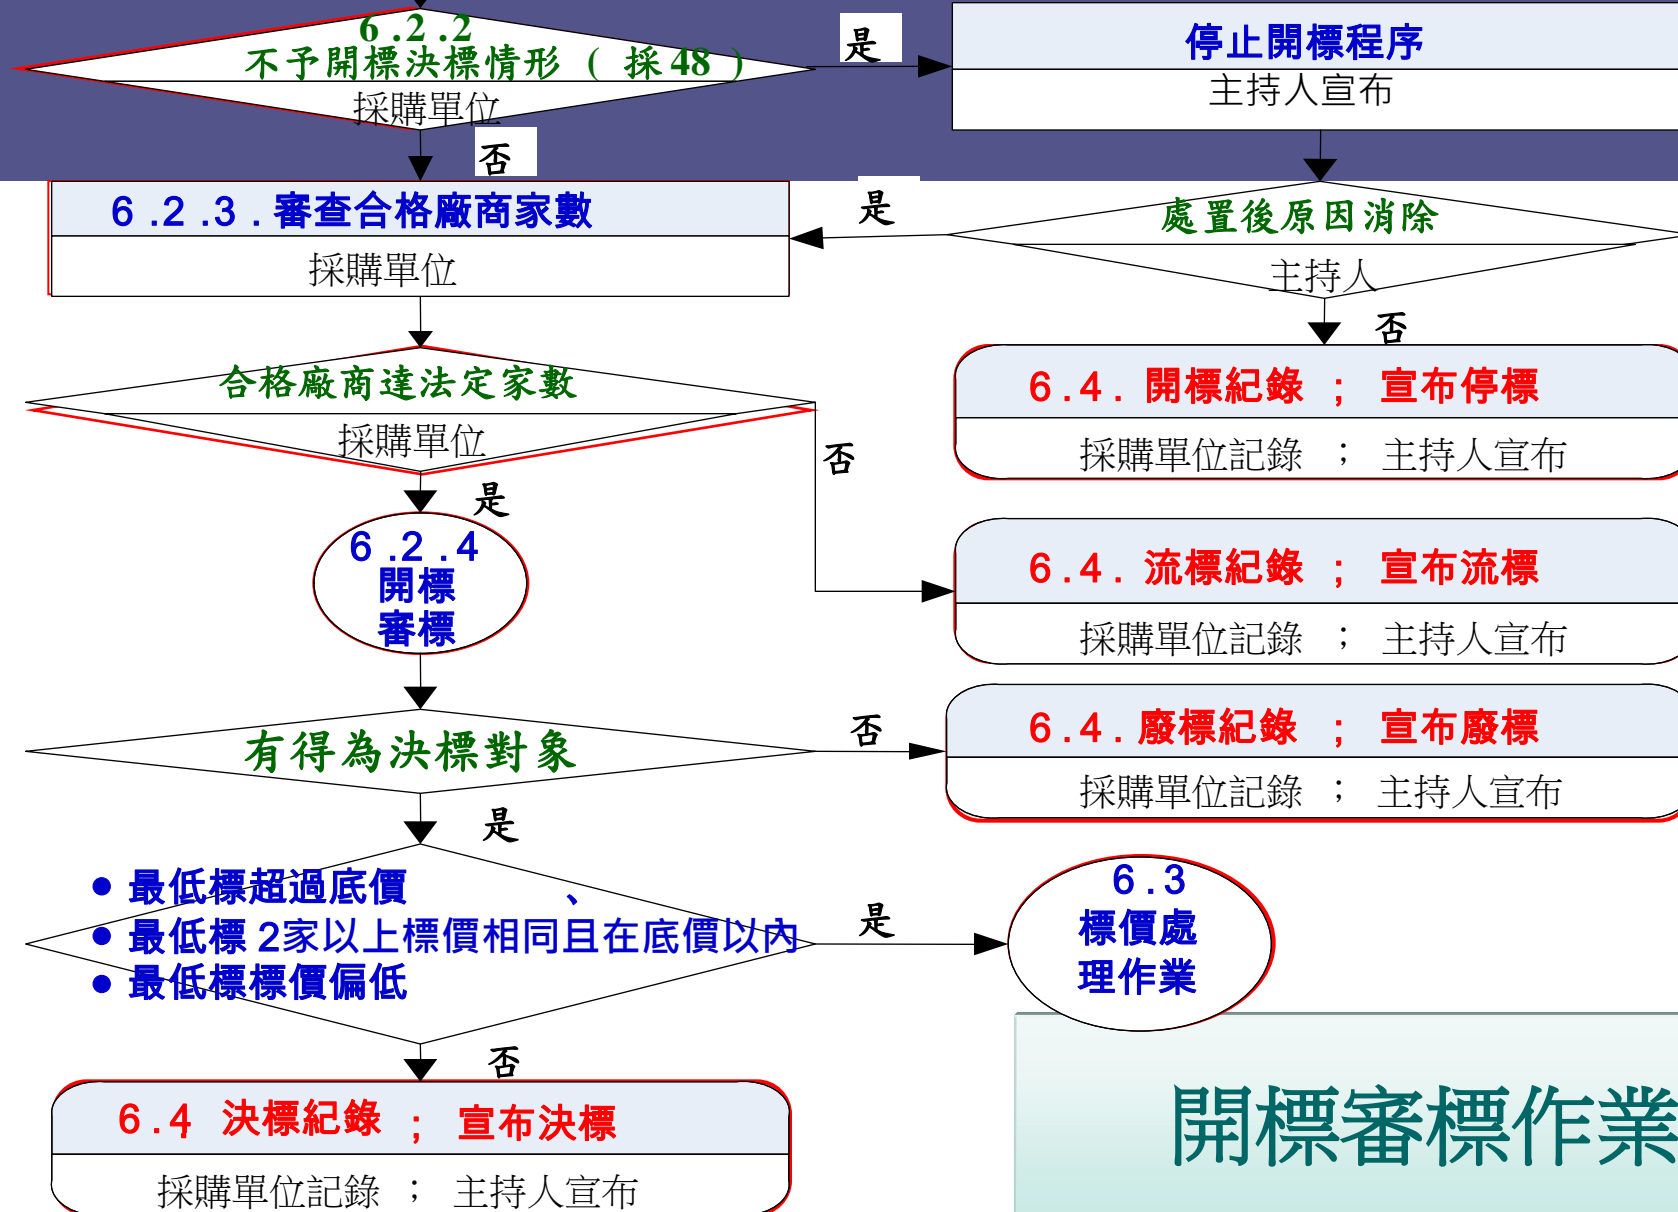 6.2.2
不予開標決標情形 ( 採48 )
採購單位
是
停止開標程序
主持人宣布
否
6.2.3.審查合格廠商家數
採購單位
是
處置後原因消除
主持人
否
合格廠商達法定家數
採購單位
否
是
6.4. 開標紀錄 ; 宣布停標
採購單位記錄 ; 主持人宣布
6.2.4
開標
審標
6.4. 流標紀錄 ; 宣布流標
採購單位記錄 ; 主持人宣布
有得為決標對象
否
是
6.4. 廢標紀錄 ; 宣布廢標
採購單位記錄 ; 主持人宣布
● 最低標超過底價 、
● 最低標 2家以上標價相同且在底價以內
● 最低標標價偏低
是
6.3
標價處
理作業
否
6.4 決標紀錄 ; 宣布決標
採購單位記錄 ; 主持人宣布
開標審標作業